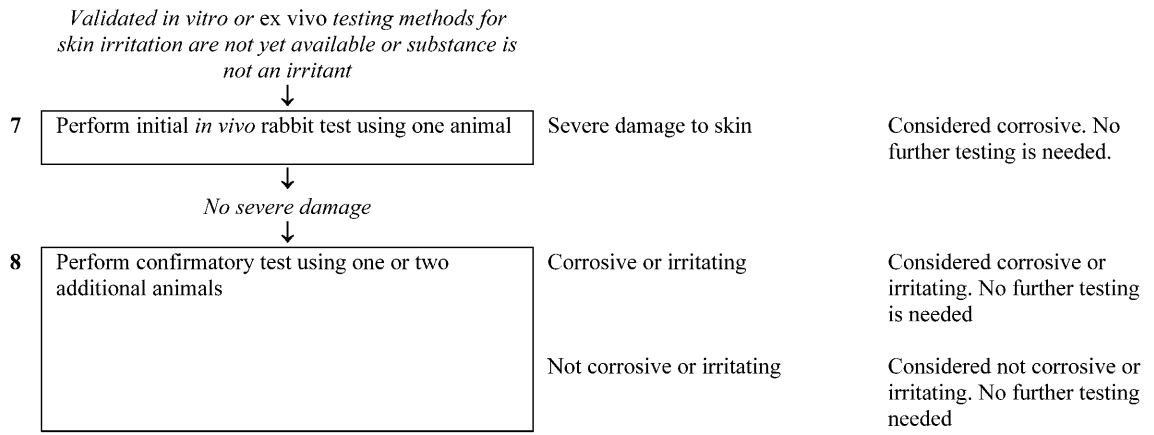 Validated in vitro or ex vivo testing methods for
skin irritation are not yet available or substance is
not an irritant
↓
7 Perform initial in vivo rabbit test using one animal Severe damage to skin Considered corrosive. No
further testing is needed.
↓
No severe damage
↓
8 Perform confirmatory test using one or two Corrosive or irritating Considered corrosive or
additional animals irritating. No further testing
is needed
Not corrosive or irritating Considered not corrosive or
irritating. No further testing
needed